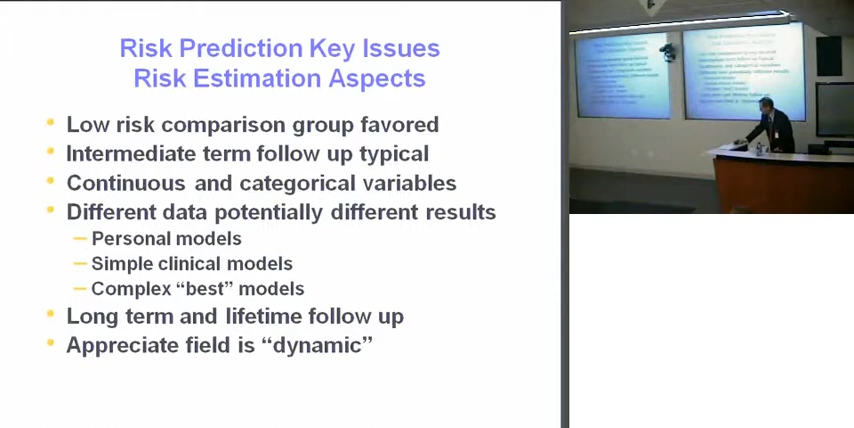 Risk Prediction Key Issues
Risk Estimation Aspects
• Low risk comparison group favored
• Intermediate term follow up typical
• Continuous and categorical variables
• Different data potentially different results
– Personal models
– Simple clinical models
– Complex “best” models
• Long term and lifetime follow up
• Appreciate field is “dynamic”